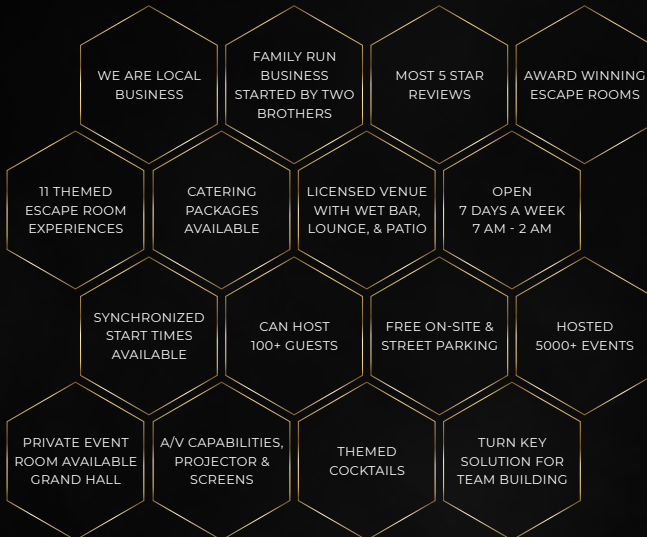 WE ARE LOCAL
BUSINESS
FAMILY RUN
BUSINESS
STARTED BY TWO
BROTHERS
MOST 5 STAR
REVIEWS
AWARD WINNING
ESCAPE ROOMS
11 THEMED
ESCAPE ROOM
EXPERIENCES
CATERING
PACKAGES
AVAILABLE
LICENSED VENUE
WITH WET BAR,
LOUNGE, & PATIO
OPEN
7 DAYS A WEEK
7 AM - 2 AM
SYNCHRONIZED
START TIMES
AVAILABLE
CAN HOST
100+ GUESTS
FREE ON-SITE &
STREET PARKING
HOSTED
5000+ EVENTS
PRIVATE EVENT
ROOM AVAILABLE
GRAND HALL
A/V CAPABILITIES,
PROJECTOR &
SCREENS
THEMED
COCKTAILS
TURN KEY
SOLUTION FOR
TEAM BUILDING